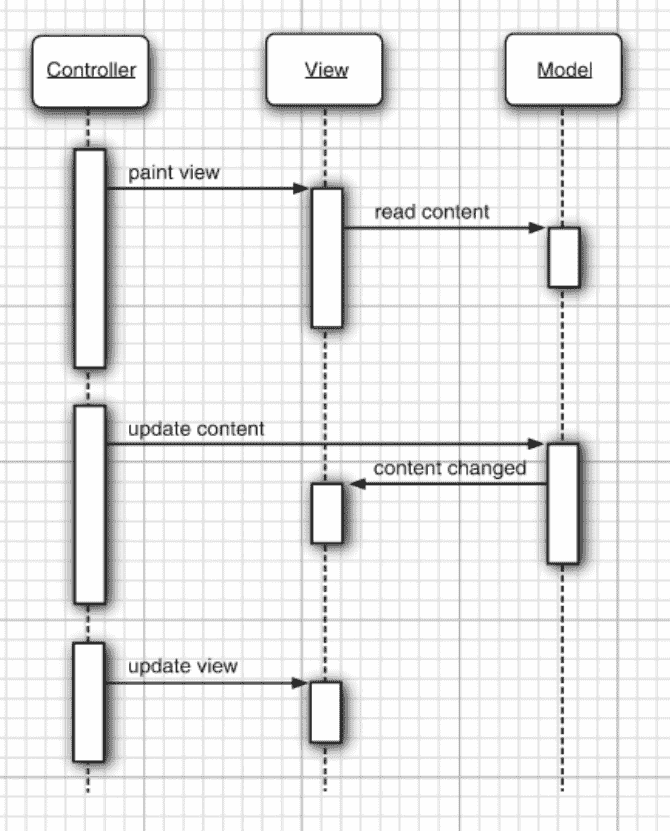 Controller
View
Model
paint view
read content
update content
content changed
update view